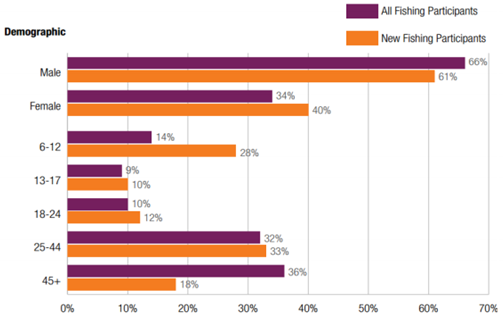 All Fishing Participants
New Fishing Participants
Demographic
Male 66%
61%
Female 34%
40%
6-12 14%
28%
13-17 9%
10%
18-24 10%
12%
25-44 32%
33%
45+ 36%
18%
0% 10% 20% 30% 40% 50% 60% 70%